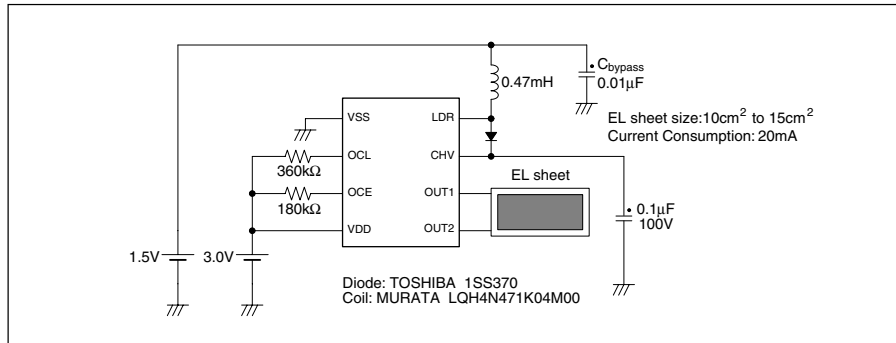 Cbypass
0.01μF
0.47mH
EL sheet size:10cm² to 15cm²
Current Consumption: 20mA
VSS
LDR
OCL
CHV
360kΩ
EL sheet
OCE
OUT1
180kΩ
0.1μF
100V
VDD
OUT2
1.5V
3.0V
Diode: TOSHIBA 1SS370
Coil: MURATA LQH4N471K04M00